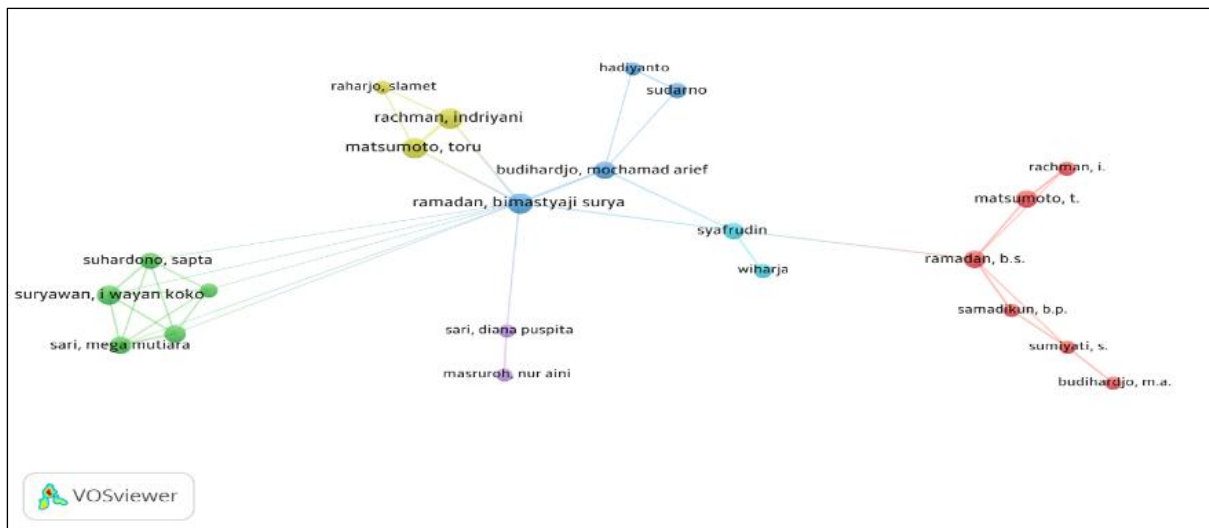 hadiyanto
raharjo, slamet
sudarno
rachman, indriyani
matsumoto, toru
budihardjo, mochamad arief
rachman, i.
matsumoto, t.
ramadan, bimastyaji surya
syafrudin
suhardono, sapta
ramadan, b.s.
wiharja
suryawan, i wayan koko
samadikun, b.p.
sari, diana puspita
sari, mega mutiara
sumiyati, s.
masruroh, nur aini
budihardjo, m.a.
VOSviewer